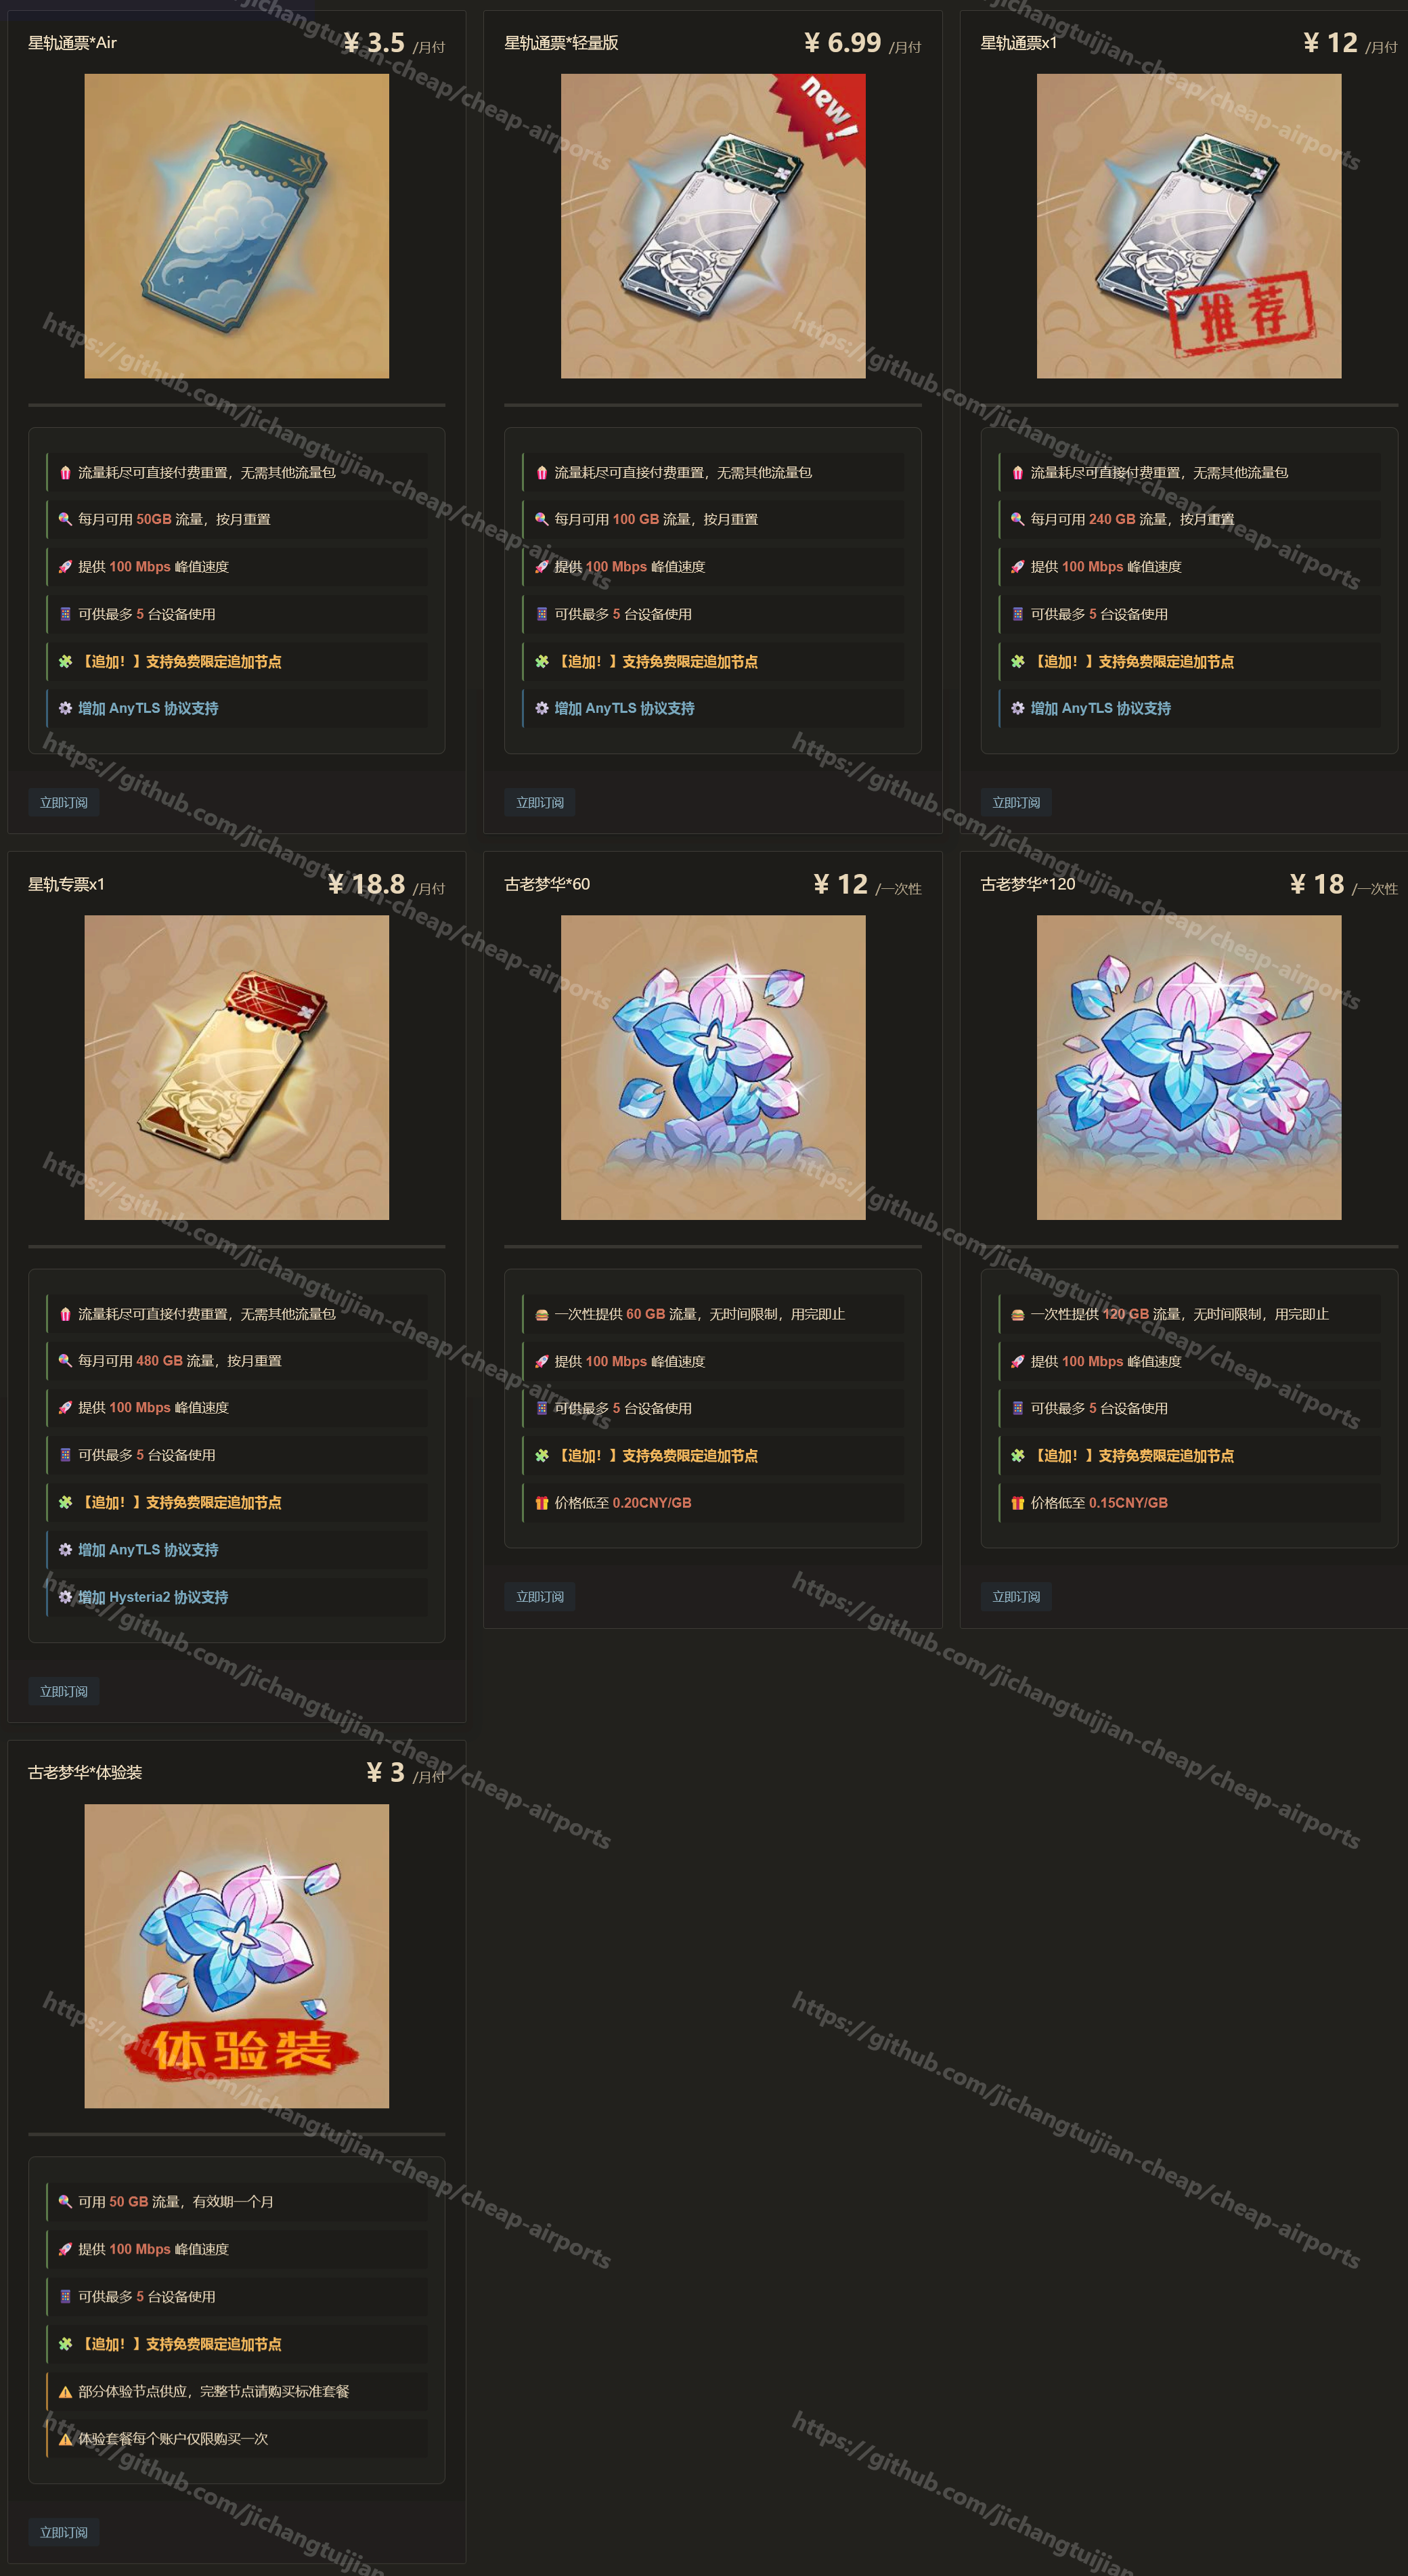 星轨通票*Air
¥ 3.5 /月付
流量耗尽可直接付费重置，无需其他流量包
每月可用 50GB 流量，按月重置
提供 100 Mbps 峰值速度
可供最多 5 台设备使用
【追加！】支持免费限定追加节点
增加 AnyTLS 协议支持
立即订阅
星轨通票*轻量版
¥ 6.99 /月付
new!
流量耗尽可直接付费重置，无需其他流量包
每月可用 100 GB 流量，按月重置
提供 100 Mbps 峰值速度
可供最多 5 台设备使用
【追加！】支持免费限定追加节点
增加 AnyTLS 协议支持
立即订阅
星轨通票x1
¥ 12 /月付
推荐
流量耗尽可直接付费重置，无需其他流量包
每月可用 240 GB 流量，按月重置
提供 100 Mbps 峰值速度
可供最多 5 台设备使用
【追加！】支持免费限定追加节点
增加 AnyTLS 协议支持
立即订阅
星轨专票x1
¥ 18.8 /月付
流量耗尽可直接付费重置，无需其他流量包
每月可用 480 GB 流量，按月重置
提供 100 Mbps 峰值速度
可供最多 5 台设备使用
【追加！】支持免费限定追加节点
增加 AnyTLS 协议支持
增加 Hysteria2 协议支持
立即订阅
古老梦华*60
¥ 12 /一次性
一次性提供 60 GB 流量，无时间限制，用完即止
提供 100 Mbps 峰值速度
可供最多 5 台设备使用
【追加！】支持免费限定追加节点
价格低至 0.20CNY/GB
立即订阅
古老梦华*120
¥ 18 /一次性
一次性提供 120 GB 流量，无时间限制，用完即止
提供 100 Mbps 峰值速度
可供最多 5 台设备使用
【追加！】支持免费限定追加节点
价格低至 0.15CNY/GB
立即订阅
古老梦华*体验装
¥ 3 /月付
体验装
可用 50 GB 流量，有效期一个月
提供 100 Mbps 峰值速度
可供最多 5 台设备使用
【追加！】支持免费限定追加节点
部分体验节点供应，完整节点请购买标准套餐
体验套餐每个账户仅限购买一次
立即订阅
https://github.com/jichangtuijian-cheap/cheap-airports